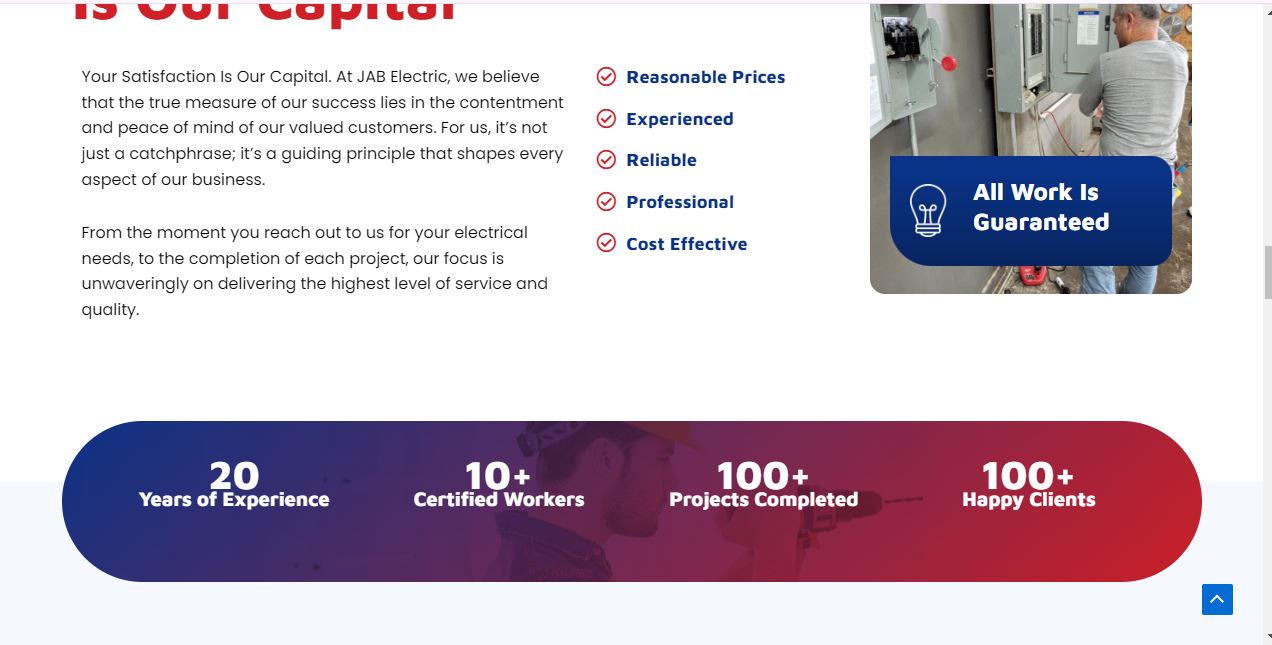 Is Our Capital
Your Satisfaction Is Our Capital. At JAB Electric, we believe
that the true measure of our success lies in the contentment
and peace of mind of our valued customers. For us, it’s not
just a catchphrase; it’s a guiding principle that shapes every
aspect of our business.
From the moment you reach out to us for your electrical
needs, to the completion of each project, our focus is
unwaveringly on delivering the highest level of service and
quality.
Reasonable Prices
Experienced
Reliable
Professional
Cost Effective
All Work Is
Guaranteed
20
Years of Experience
10+
Certified Workers
100+
Projects Completed
100+
Happy Clients